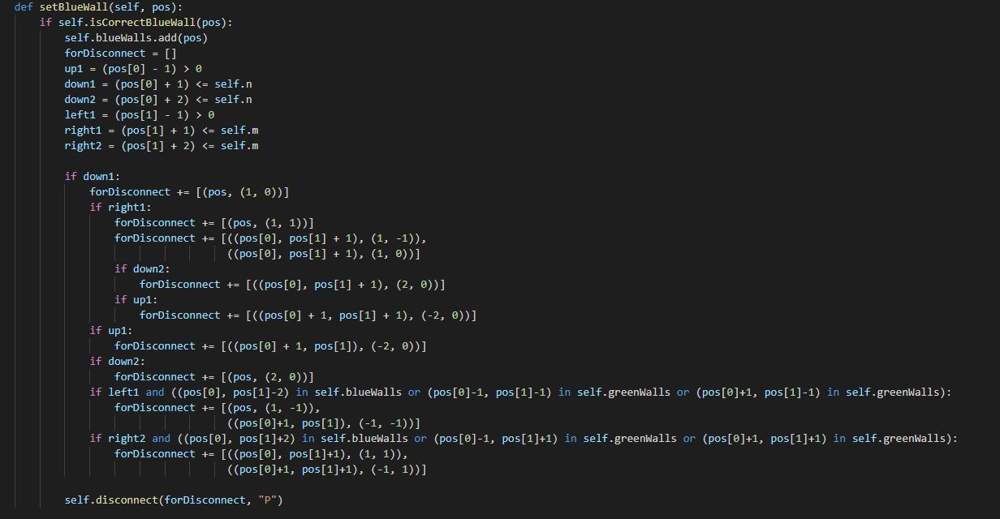 def setBlueWall(self, pos):
if self.isCorrectBlueWall(pos):
self.blueWalls.add(pos)
forDisconnect = []
up1 = (pos[0] - 1) > 0
down1 = (pos[0] + 1) <= self.n
down2 = (pos[0] + 2) <= self.n
left1 = (pos[1] - 1) > 0
right1 = (pos[1] + 1) <= self.m
right2 = (pos[1] + 2) <= self.m
if down1:
forDisconnect += [(pos, (1, 0))]
if right1:
forDisconnect += [(pos, (1, 1))]
forDisconnect += [((pos[0], pos[1] + 1), (1, -1)),
((pos[0], pos[1] + 1), (1, 0))]
if down2:
forDisconnect += [((pos[0], pos[1] + 1), (2, 0))]
if up1:
forDisconnect += [((pos[0] + 1, pos[1] + 1), (-2, 0))]
if up1:
forDisconnect += [((pos[0] + 1, pos[1]), (-2, 0))]
if down2:
forDisconnect += [(pos, (2, 0))]
if left1 and ((pos[0], pos[1]-2) in self.blueWalls or (pos[0]-1, pos[1]-1) in self.greenWalls or (pos[0]+1, pos[1]-1) in self.greenWalls):
forDisconnect += [(pos, (1, -1)),
((pos[0]+1, pos[1]), (-1, -1))]
if right2 and ((pos[0], pos[1]+2) in self.blueWalls or (pos[0]-1, pos[1]+1) in self.greenWalls or (pos[0]+1, pos[1]+1) in self.greenWalls):
forDisconnect += [((pos[0], pos[1]+1), (1, 1)),
((pos[0]+1, pos[1]+1), (-1, 1))]
self.disconnect(forDisconnect, "P")